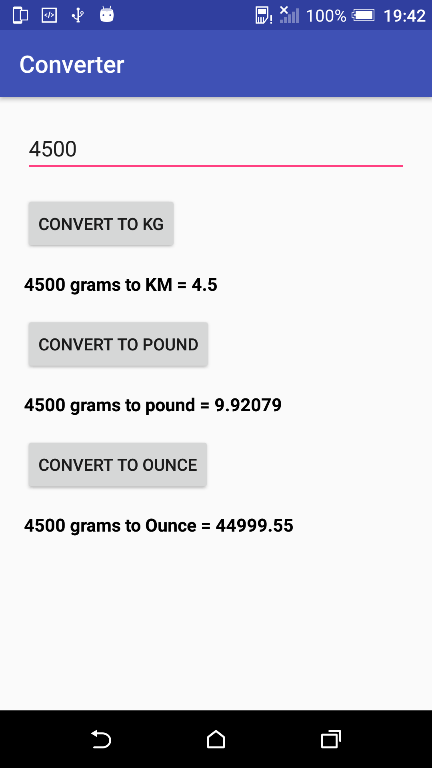 100% 19:42
Converter
4500
CONVERT TO KG
4500 grams to KM = 4.5
CONVERT TO POUND
4500 grams to pound = 9.92079
CONVERT TO OUNCE
4500 grams to Ounce = 44999.55